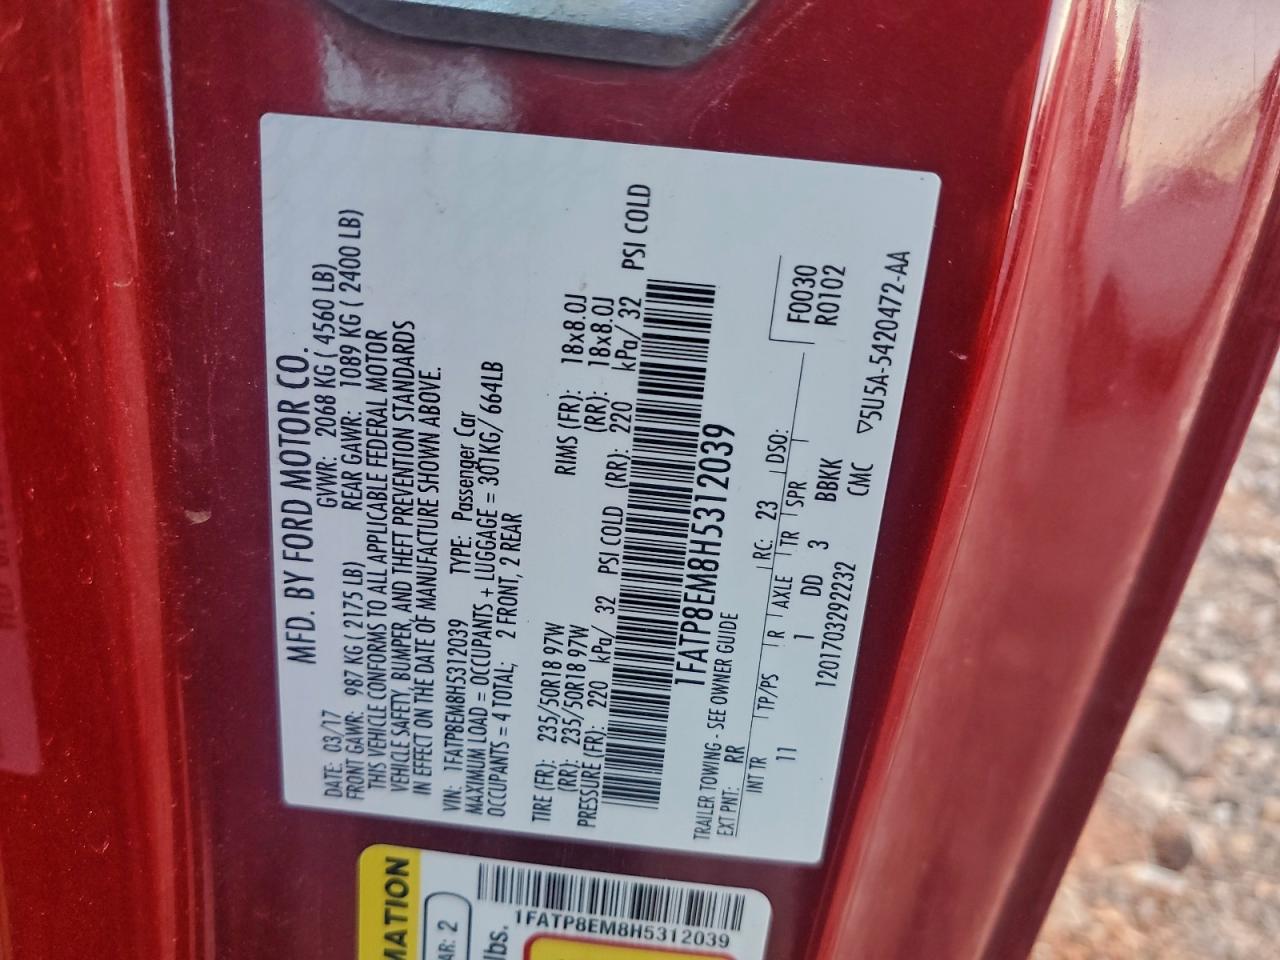 MFD. BY FORD MOTOR CO.
DATE: 03/17 GVWR: 2068 KG ( 4560 LB)
FRONT GAWR: 987 KG ( 2175 LB) REAR GAWR: 1089 KG ( 2400 LB)
THIS VEHICLE CONFORMS TO ALL APPLICABLE FEDERAL MOTOR
VEHICLE SAFETY, BUMPER, AND THEFT PREVENTION STANDARDS
IN EFFECT ON THE DATE OF MANUFACTURE SHOWN ABOVE.
VIN: 1FATP8EM8H5312039 TYPE: Passenger Car
MAXIMUM LOAD = OCCUPANTS + LUGGAGE = 301KG/ 664LB
OCCUPANTS = 4 TOTAL; 2 FRONT, 2 REAR
TIRE (FR): 235/50R18 97W RIMS (FR): 18x8.0J
(RR): 235/50R18 97W (RR): 18x8.0J
PRESSURE (FR): 220 kPa/ 32 PSI COLD (RR): 220 kPa/ 32 PSI COLD
1FATP8EM8H5312039
TRAILER TOWING - SEE OWNER GUIDE
EXT PNT: RR RC: 23 DSO: F0030
INT TR TP/PS R AXLE TR SPR R0102
11 1 DD 3 BBKK
1201703292232 CMC ▽5U5A-5420472-AA
MATION
AR: 2
lbs.
1FATP8EM8H5312039